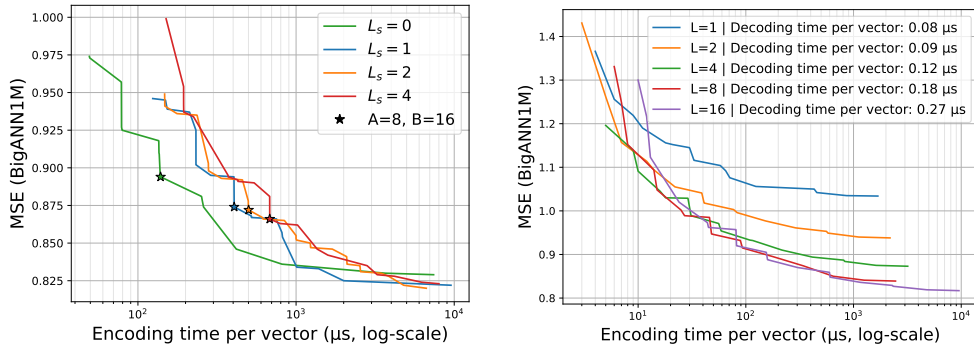 1.000
0.975
0.950
0.925
0.900
0.875
0.850
0.825
MSE (BigANN1M)
10²
10³
10⁴
Encoding time per vector (μs, log-scale)
Lₛ = 0
Lₛ = 1
Lₛ = 2
Lₛ = 4
A=8, B=16
1.4
1.3
1.2
1.1
1.0
0.9
0.8
MSE (BigANN1M)
10¹
10²
10³
10⁴
Encoding time per vector (μs, log-scale)
L=1 | Decoding time per vector: 0.08 μs
L=2 | Decoding time per vector: 0.09 μs
L=4 | Decoding time per vector: 0.12 μs
L=8 | Decoding time per vector: 0.18 μs
L=16 | Decoding time per vector: 0.27 μs